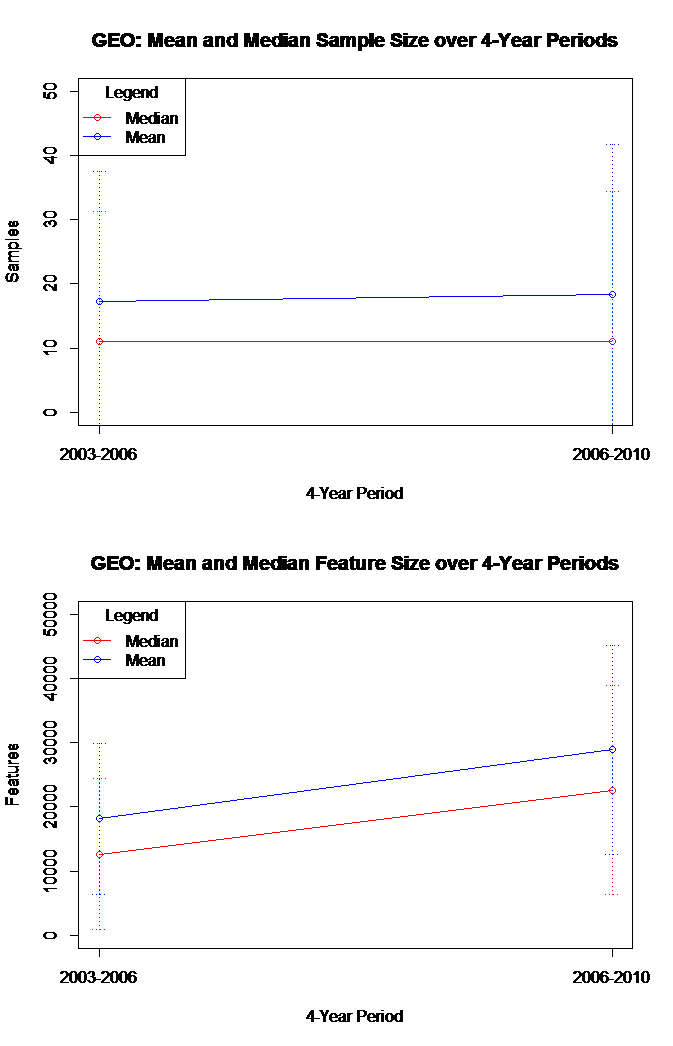 GEO: Mean and Median Sample Size over 4-Year Periods
Legend
Median
Mean
50
40
30
20
10
0
Samples
2003-2006 2006-2010
4-Year Period
GEO: Mean and Median Feature Size over 4-Year Periods
Legend
Median
Mean
50000
40000
30000
20000
10000
0
Features
2003-2006 2006-2010
4-Year Period